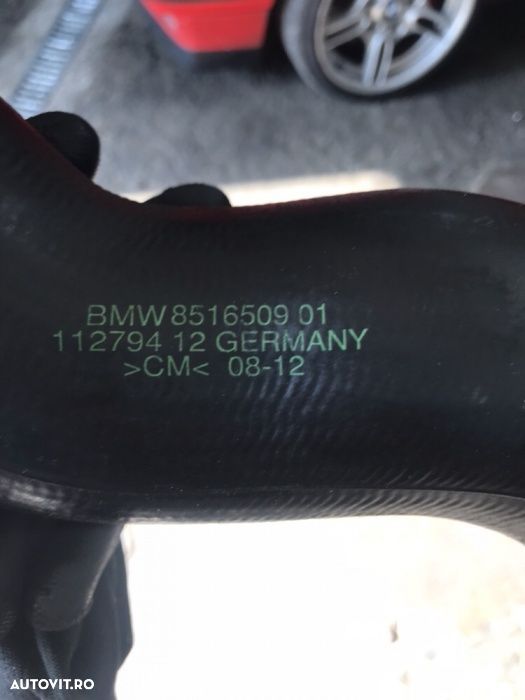 BMW 8516509 01
112794 12 GERMANY
>CM< 08-12
AUTOVIT.RO